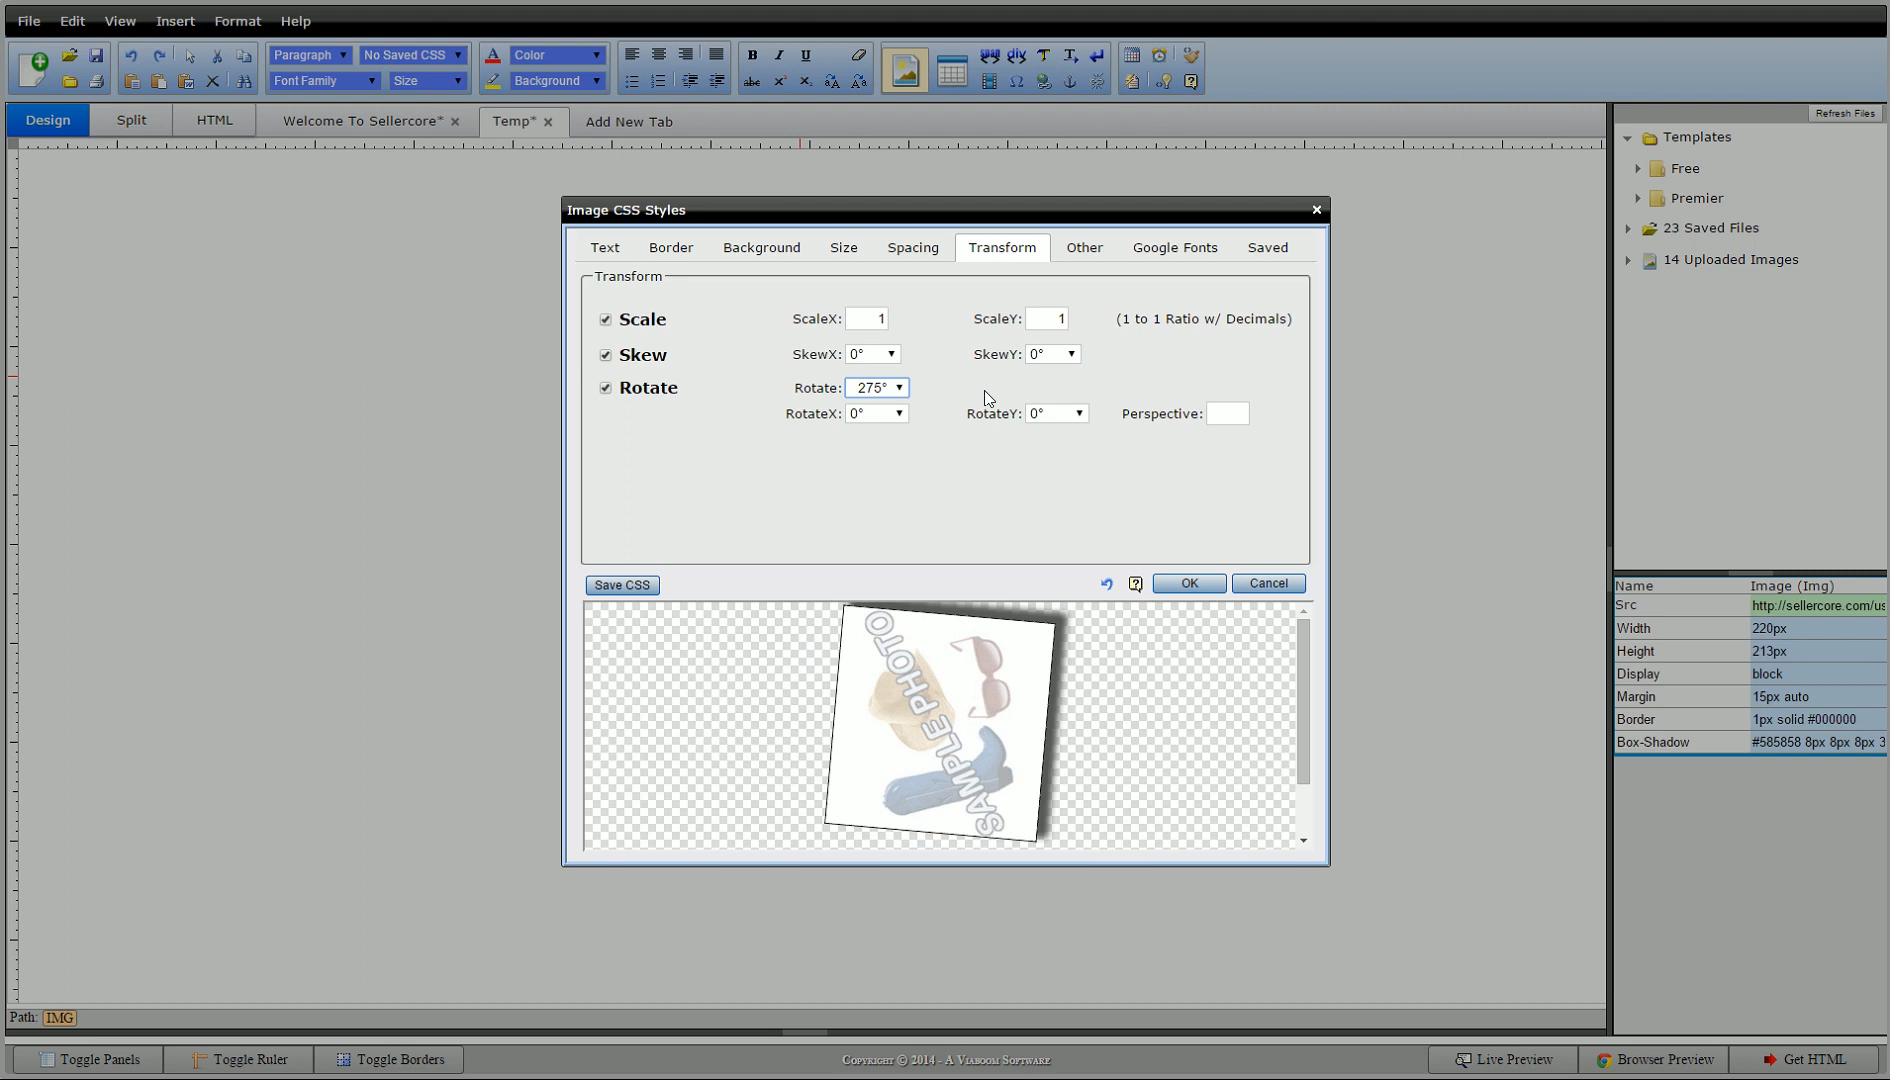 File Edit View Insert Format Help
Paragraph No Saved CSS Color
Font Family Size Background
Design Split HTML Welcome To Sellercore* Temp* Add New Tab
Refresh Files
Templates
Free
Premier
23 Saved Files
14 Uploaded Images
Image CSS Styles
Text Border Background Size Spacing Transform Other Google Fonts Saved
Transform
Scale ScaleX: 1 ScaleY: 1 (1 to 1 Ratio w/ Decimals)
Skew SkewX: 0° SkewY: 0°
Rotate Rotate: 275°
RotateX: 0° RotateY: 0° Perspective:
Save CSS OK Cancel
SAMPLE PHOTO
Name Image (Img)
Src http://sellercore.com/us
Width 220px
Height 213px
Display block
Margin 15px auto
Border 1px solid #000000
Box-Shadow #585858 8px 8px 8px 3
Path: IMG
Toggle Panels Toggle Ruler Toggle Borders Copyright © 2014 - A Viaboom Software Live Preview Browser Preview Get HTML